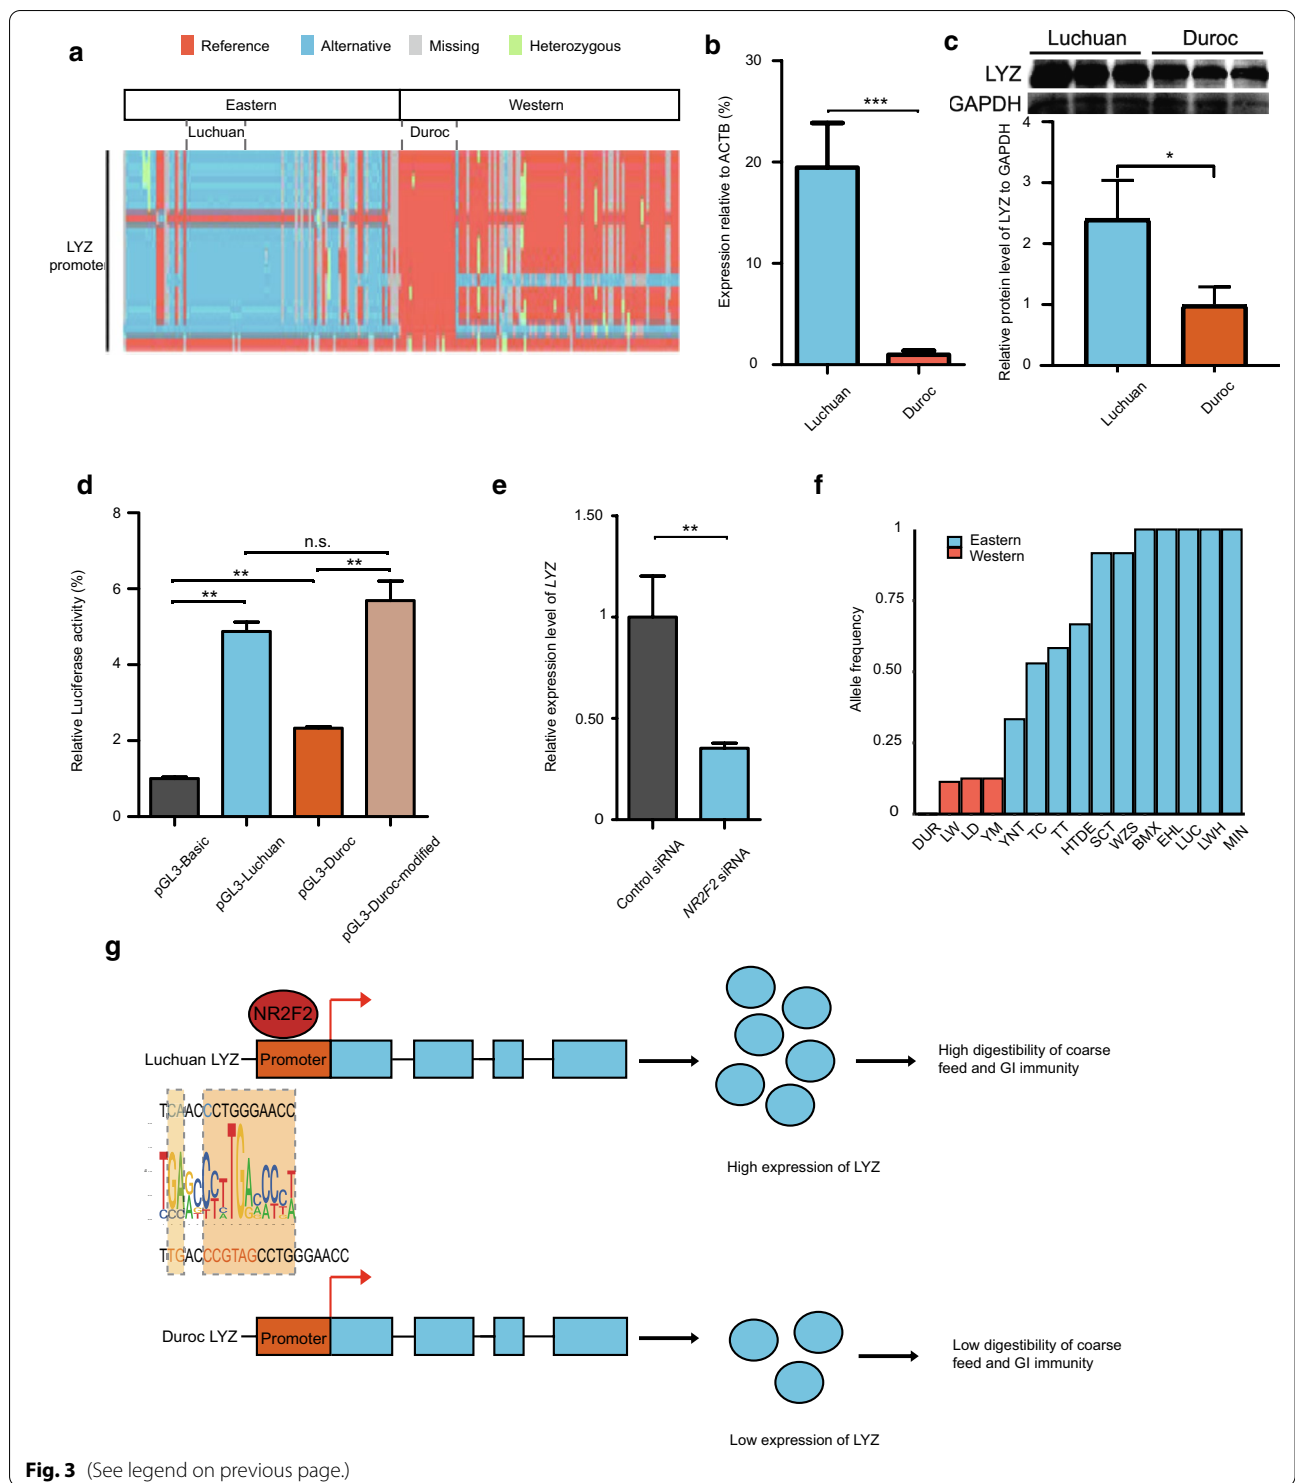 a
Reference Alternative Missing Heterozygous
Eastern Western
Luchuan Duroc
LYZ
promoter
b
Expression relative to ACTB (%)
30
20
10
0
***
Luchuan
Duroc
c
Luchuan Duroc
LYZ
GAPDH
Relative protein level of LYZ to GAPDH
4
3
2
1
0
*
Luchuan
Duroc
d
Relative Luciferase activity (%)
8
6
4
2
0
n.s.
**
**
**
pGL3-Basic
pGL3-Luchuan
pGL3-Duroc
pGL3-Duroc-modified
e
Relative expression level of LYZ
1.50
1
0.50
0
**
Control siRNA
NR2F2 siRNA
f
Allele frequency
1
0.75
0.50
0.25
0
Eastern
Western
DUR LW LD YM YNT TC TT HTDE SCT WZS BMX EHL LUC LWH MIN
g
NR2F2
Luchuan LYZ Promoter
High digestibility of coarse
feed and GI immunity
High expression of LYZ
TCAACCCTGGGAACC
TTGACCCGTAGCCTGGGAACC
Duroc LYZ Promoter
Low digestibility of coarse
feed and GI immunity
Low expression of LYZ
Fig. 3 (See legend on previous page.)